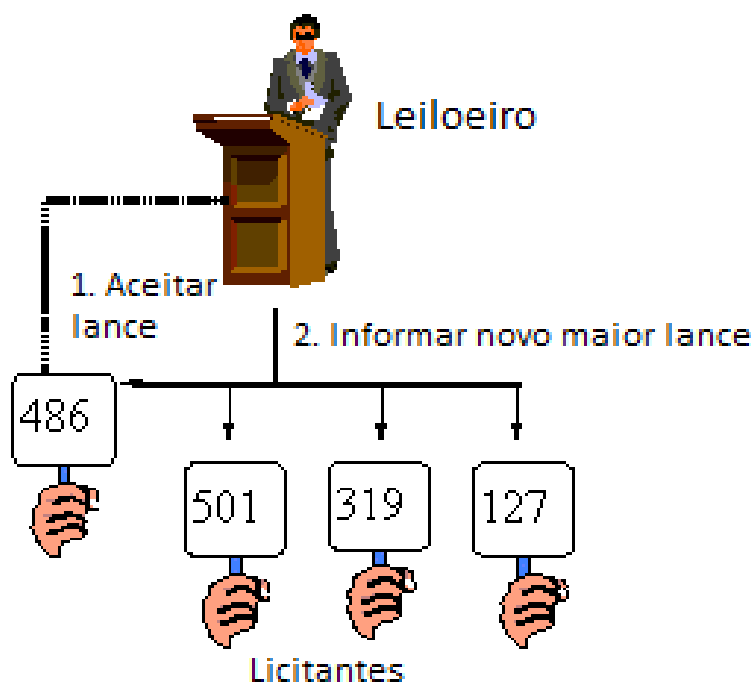 Leiloeiro
1. Aceitar
lance
2. Informar novo maior lance
486
501
319
127
Licitantes